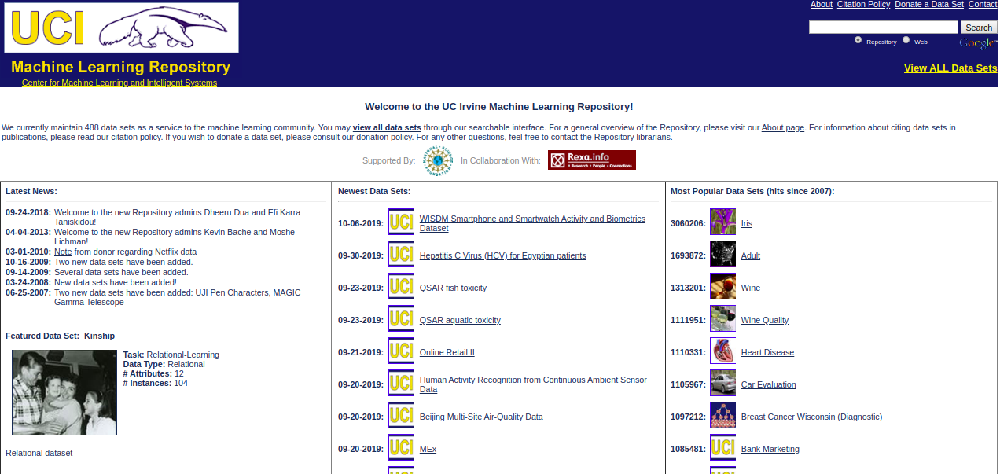 About Citation Policy Donate a Data Set Contact
UCI
Search
Repository Web Google™
Machine Learning Repository
View ALL Data Sets
Center for Machine Learning and Intelligent Systems
Welcome to the UC Irvine Machine Learning Repository!
We currently maintain 488 data sets as a service to the machine learning community. You may view all data sets through our searchable interface. For a general overview of the Repository, please visit our About page. For information about citing data sets in
publications, please read our citation policy. If you wish to donate a data set, please consult our donation policy. For any other questions, feel free to contact the Repository librarians.
Supported By: NATIONAL SCIENCE FOUNDATION In Collaboration With: Rexa.info
• Research • People • Connections
Latest News:
09-24-2018: Welcome to the new Repository admins Dheeru Dua and Efi Karra
Taniskidou!
04-04-2013: Welcome to the new Repository admins Kevin Bache and Moshe
Lichman!
03-01-2010: Note from donor regarding Netflix data
10-16-2009: Two new data sets have been added.
09-14-2009: Several data sets have been added.
03-24-2008: New data sets have been added!
06-25-2007: Two new data sets have been added: UJI Pen Characters, MAGIC
Gamma Telescope
Featured Data Set: Kinship
Task: Relational-Learning
Data Type: Relational
# Attributes: 12
# Instances: 104
Relational dataset
Newest Data Sets:
10-06-2019: UCI WISDM Smartphone and Smartwatch Activity and Biometrics
Dataset
09-30-2019: UCI Hepatitis C Virus (HCV) for Egyptian patients
09-23-2019: UCI QSAR fish toxicity
09-23-2019: UCI QSAR aquatic toxicity
09-21-2019: UCI Online Retail II
09-20-2019: UCI Human Activity Recognition from Continuous Ambient Sensor
Data
09-20-2019: UCI Beijing Multi-Site Air-Quality Data
09-20-2019: UCI MEx
Most Popular Data Sets (hits since 2007):
3060206: Iris
1693872: Adult
1313201: Wine
1111951: Wine Quality
1110331: Heart Disease
1105967: Car Evaluation
1097212: Breast Cancer Wisconsin (Diagnostic)
1085481: UCI Bank Marketing